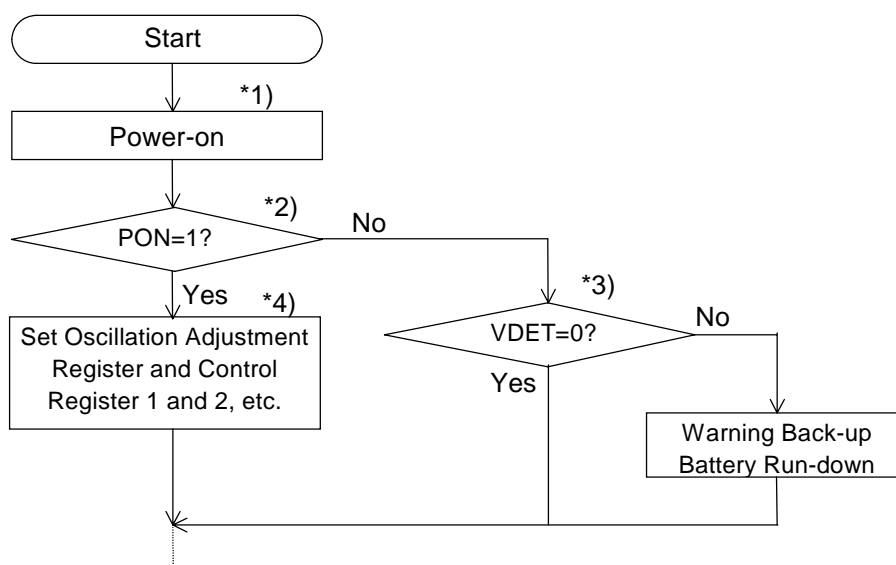 Start
*1)
Power-on
*2)
PON=1?
No
Yes
*3)
VDET=0?
No
Yes
*4)
Set Oscillation Adjustment
Register and Control
Register 1 and 2, etc.
Warning Back-up
Battery Run-down